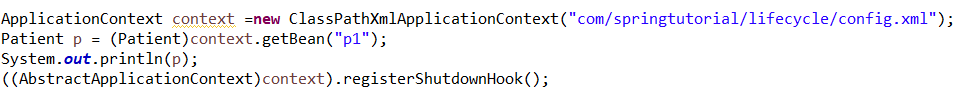 ApplicationContext context =new ClassPathXmlApplicationContext("com/springtutorial/lifecycle/config.xml");
Patient p = (Patient)context.getBean("p1");
System.out.println(p);
((AbstractApplicationContext)context).registerShutdownHook();